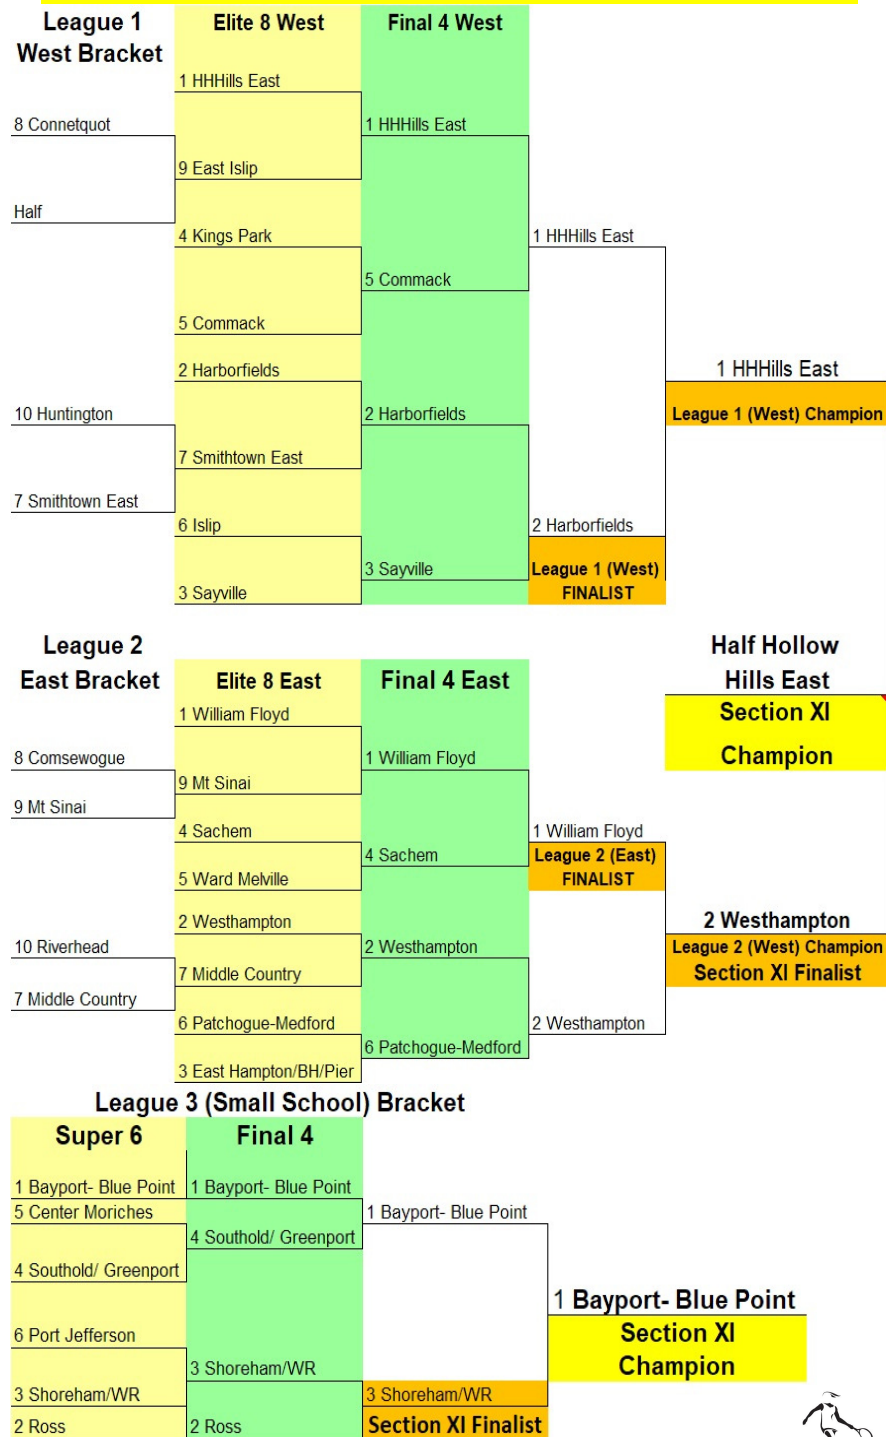 League 1
West Bracket
Elite 8 West
Final 4 West
1 HHHills East
8 Connetquot
1 HHHills East
9 East Islip
Half
4 Kings Park
1 HHHills East
5 Commack
5 Commack
2 Harborfields
1 HHHills East
10 Huntington
2 Harborfields
League 1 (West) Champion
7 Smithtown East
7 Smithtown East
6 Islip
2 Harborfields
3 Sayville
League 1 (West)
FINALIST
3 Sayville
League 2
East Bracket
Elite 8 East
Final 4 East
Half Hollow
Hills East
Section XI
Champion
1 William Floyd
8 Comsewogue
1 William Floyd
9 Mt Sinai
9 Mt Sinai
4 Sachem
1 William Floyd
4 Sachem
League 2 (East)
FINALIST
5 Ward Melville
2 Westhampton
2 Westhampton
10 Riverhead
2 Westhampton
League 2 (West) Champion
Section XI Finalist
7 Middle Country
7 Middle Country
6 Patchogue-Medford
2 Westhampton
6 Patchogue-Medford
3 East Hampton/BH/Pier
League 3 (Small School) Bracket
Super 6
Final 4
1 Bayport- Blue Point
1 Bayport- Blue Point
5 Center Moriches
1 Bayport- Blue Point
4 Southold/ Greenport
4 Southold/ Greenport
1 Bayport- Blue Point
Section XI
Champion
6 Port Jefferson
3 Shoreham/WR
3 Shoreham/WR
3 Shoreham/WR
2 Ross
2 Ross
Section XI Finalist